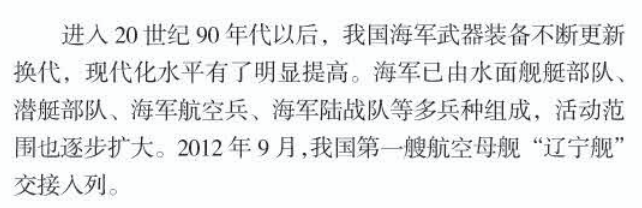 进入 20 世纪 90 年代以后，我国海军武器装备不断更新
换代，现代化水平有了明显提高。海军已由水面舰艇部队、
潜艇部队、海军航空兵、海军陆战队等多兵种组成，活动范
围也逐步扩大。2012 年 9 月，我国第一艘航空母舰“辽宁舰”
交接入列。